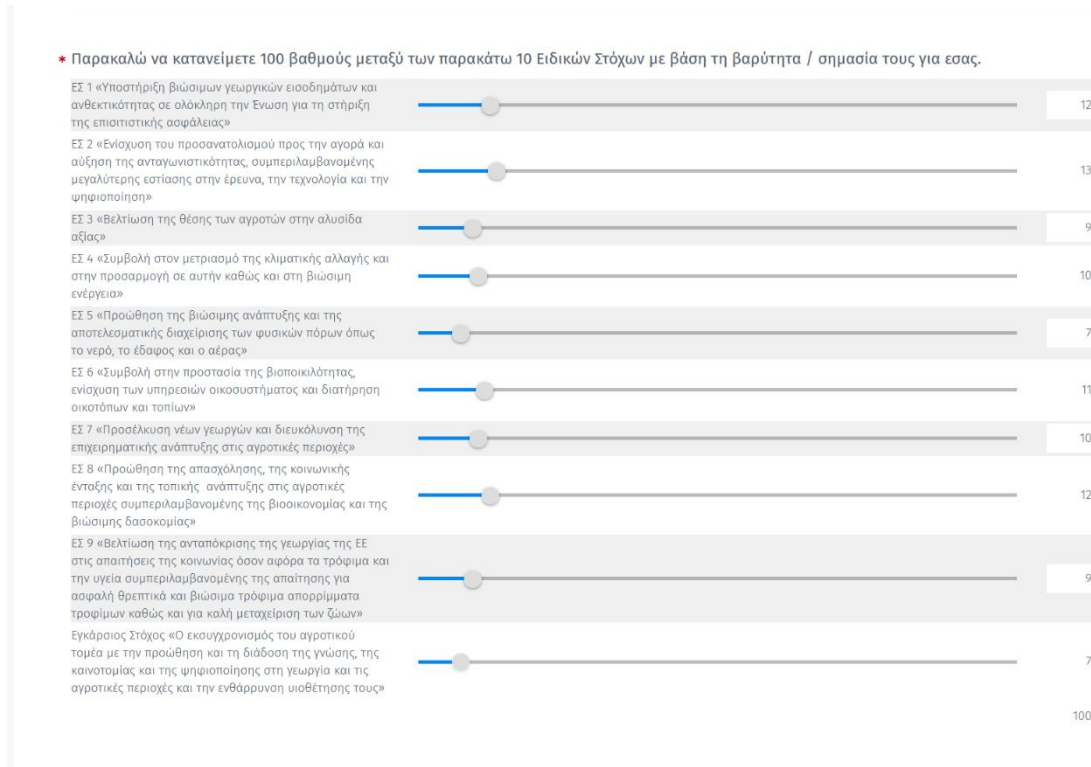 * Παρακαλώ να κατανείμετε 100 βαθμούς μεταξύ των παρακάτω 10 Ειδικών Στόχων με βάση τη βαρύτητα / σημασία τους για εσας.
ΕΣ 1 «Υποστήριξη βιώσιμων γεωργικών εισοδημάτων και
ανθεκτικότητας σε ολόκληρη την Ένωση για τη στήριξη
της επισιτιστικής ασφάλειας»
12
ΕΣ 2 «Ενίσχυση του προσανατολισμού προς την αγορά και
αύξηση της ανταγωνιστικότητας, συμπεριλαμβανομένης
μεγαλύτερης εστίασης στην έρευνα, την τεχνολογία και την
ψηφιοποίηση»
13
ΕΣ 3 «Βελτίωση της θέσης των αγροτών στην αλυσίδα
αξίας»
9
ΕΣ 4 «Συμβολή στον μετριασμό της κλιματικής αλλαγής και
στην προσαρμογή σε αυτήν καθώς και στη βιώσιμη
ενέργεια»
10
ΕΣ 5 «Προώθηση της βιώσιμης ανάπτυξης και της
αποτελεσματικής διαχείρισης των φυσικών πόρων όπως
το νερό, το έδαφος και ο αέρας»
7
ΕΣ 6 «Συμβολή στην προστασία της βιοποικιλότητας,
ενίσχυση των υπηρεσιών οικοσυστήματος και διατήρηση
οικοτόπων και τοπίων»
11
ΕΣ 7 «Προσέλκυση νέων γεωργών και διευκόλυνση της
επιχειρηματικής ανάπτυξης στις αγροτικές περιοχές»
10
ΕΣ 8 «Προώθηση της απασχόλησης, της κοινωνικής
ένταξης και της τοπικής ανάπτυξης στις αγροτικές
περιοχές συμπεριλαμβανομένης της βιοοικονομίας και της
βιώσιμης δασοκομίας»
12
ΕΣ 9 «Βελτίωση της ανταπόκρισης της γεωργίας της ΕΕ
στις απαιτήσεις της κοινωνίας όσον αφόρα τα τρόφιμα και
την υγεία συμπεριλαμβανομένης της απαίτησης για
ασφαλή θρεπτικά και βιώσιμα τρόφιμα απορρίμματα
τροφίμων καθώς και για καλή μεταχείριση των ζώων»
9
Εγκάρσιος Στόχος «Ο εκσυγχρονισμός του αγροτικού
τομέα με την προώθηση και τη διάδοση της γνώσης, της
καινοτομίας και της ψηφιοποίησης στη γεωργία και τις
αγροτικές περιοχές και την ενθάρρυνση υιοθέτησης τους»
7
100